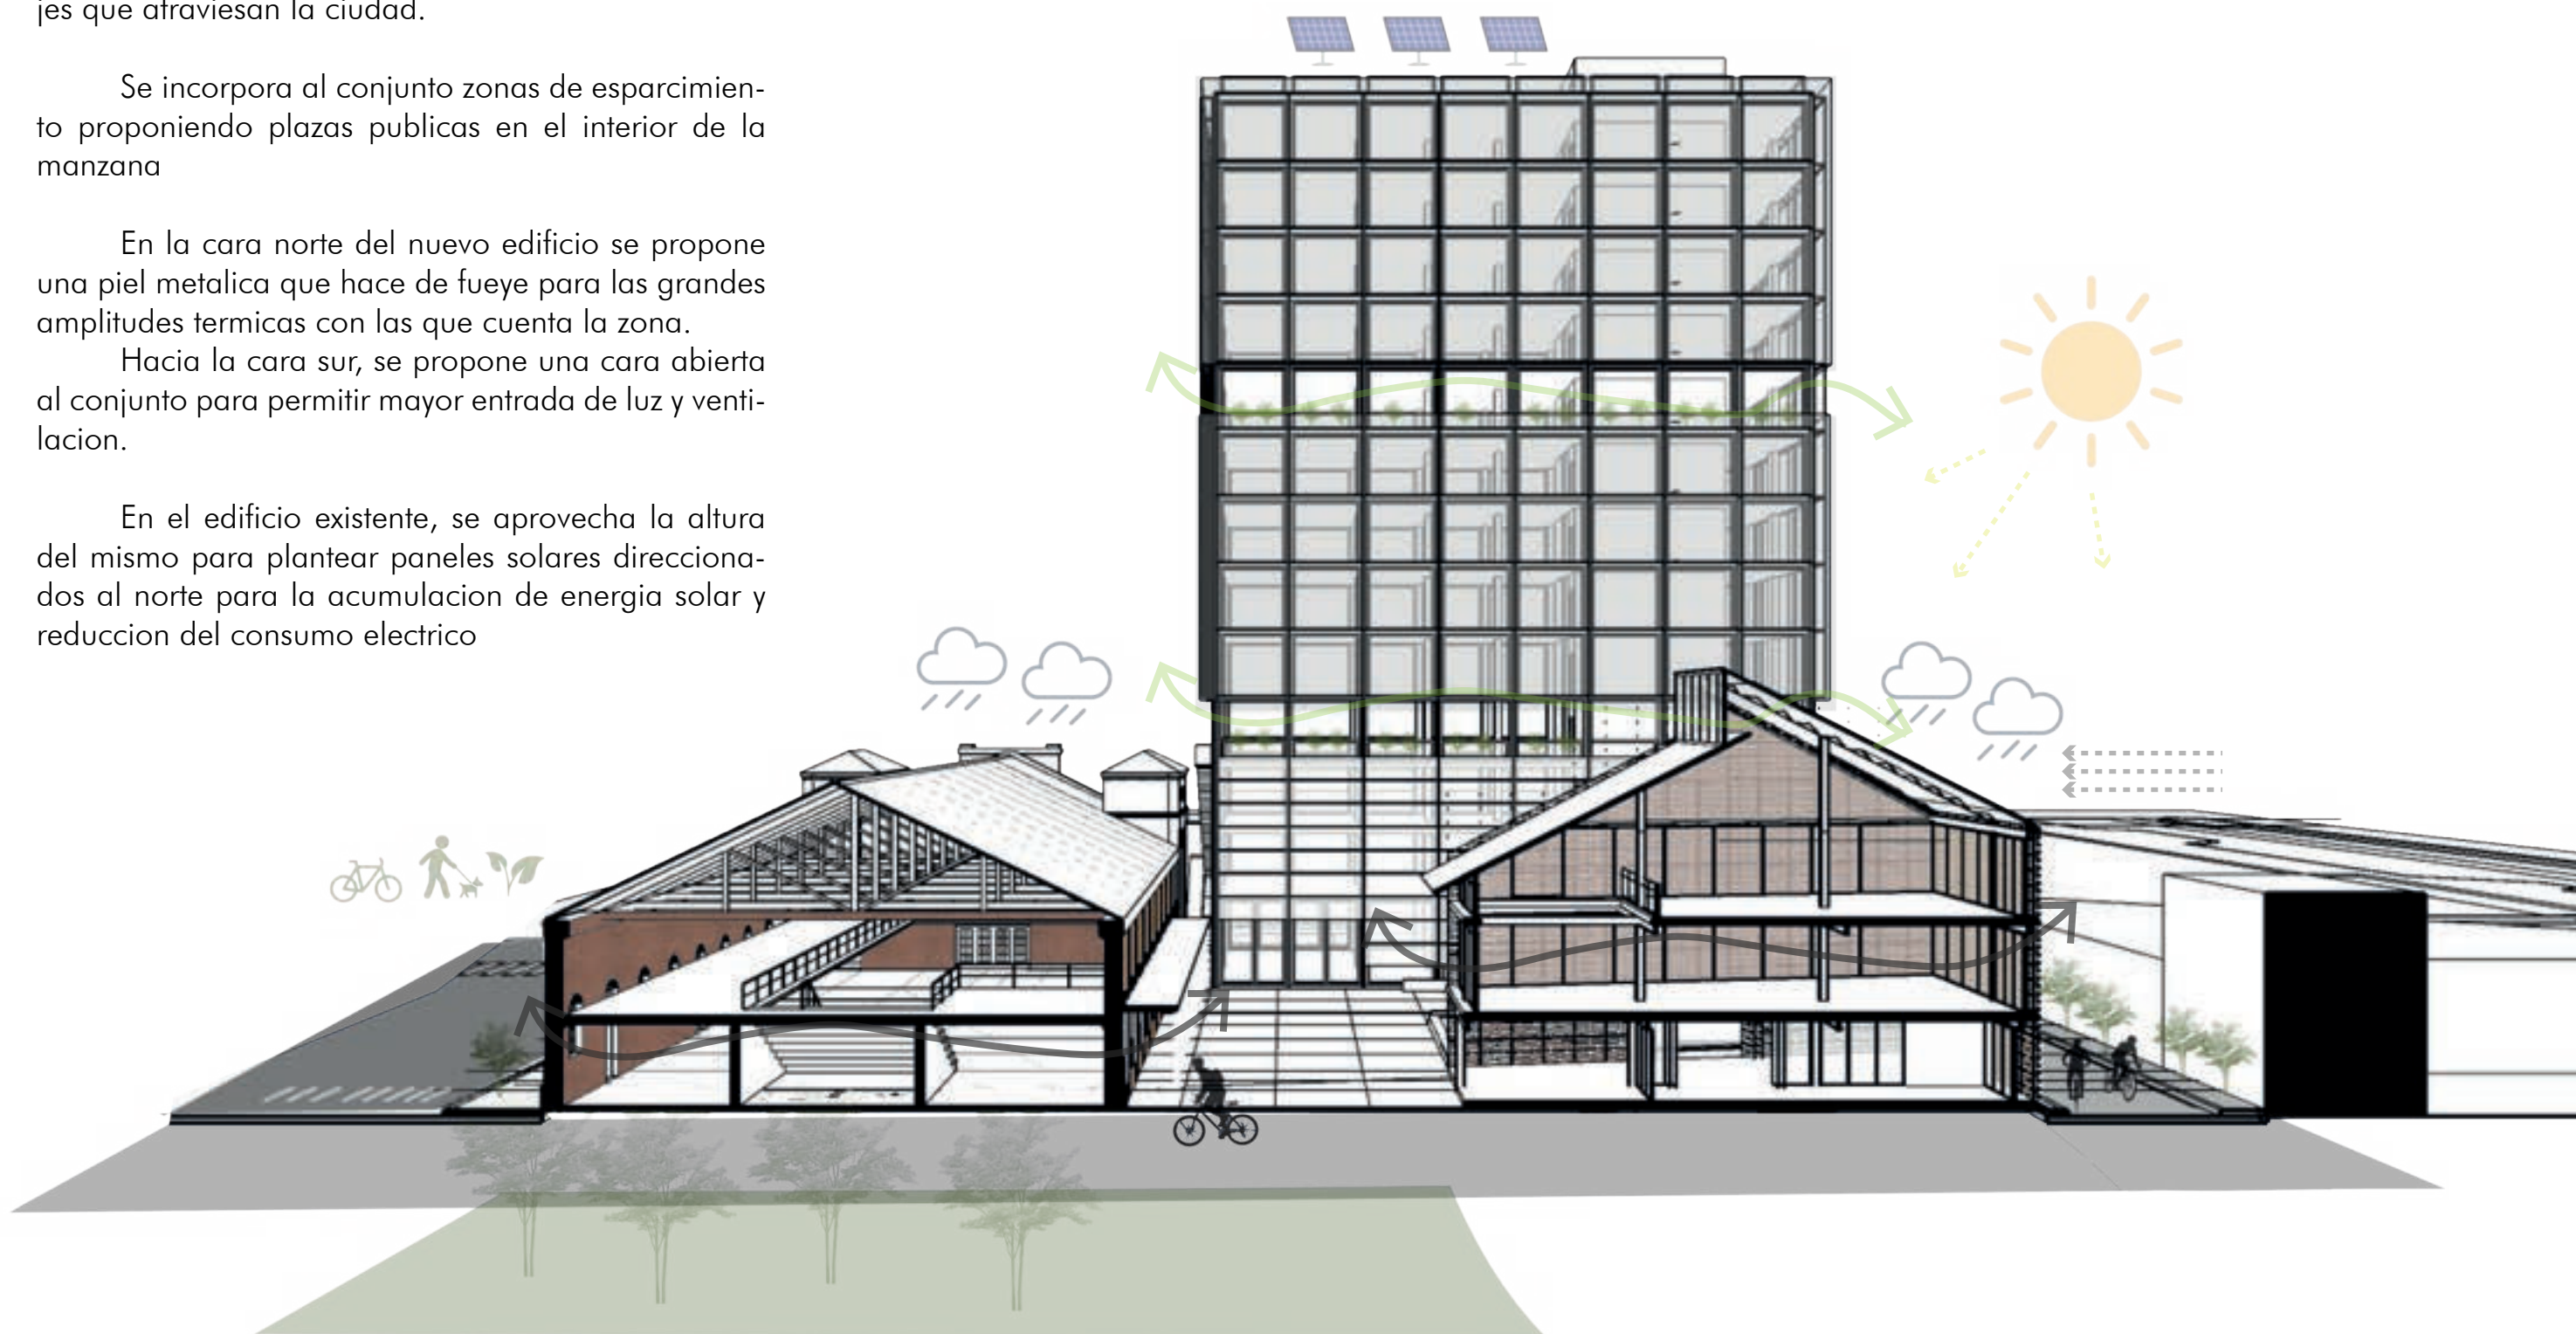 jes que atraviesan la ciudad.
Se incorpora al conjunto zonas de esparcimien-
to proponiendo plazas publicas en el interior de la
manzana
En la cara norte del nuevo edificio se propone
una piel metalica que hace de fueye para las grandes
amplitudes termicas con las que cuenta la zona.
Hacia la cara sur, se propone una cara abierta
al conjunto para permitir mayor entrada de luz y venti-
lacion.
En el edificio existente, se aprovecha la altura
del mismo para plantear paneles solares direcciona-
dos al norte para la acumulacion de energia solar y
reduccion del consumo electrico